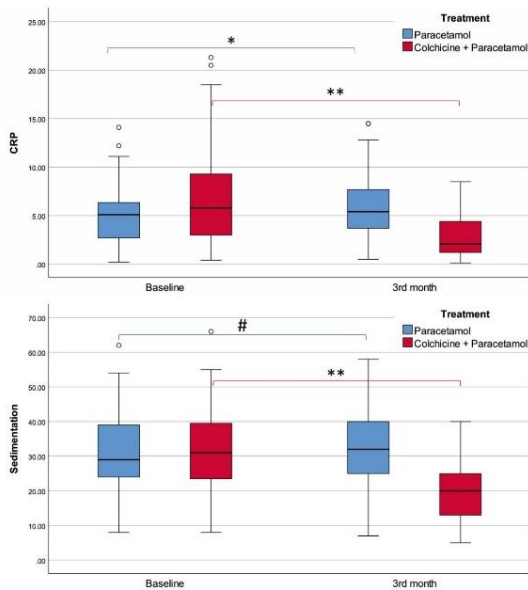 Treatment
Paracetamol
Colchicine + Paracetamol
25.00
20.00
15.00
10.00
5.00
.00
CRP
*
**
Baseline
3rd month
Treatment
Paracetamol
Colchicine + Paracetamol
70.00
60.00
50.00
40.00
30.00
20.00
10.00
.00
Sedimentation
#
**
Baseline
3rd month